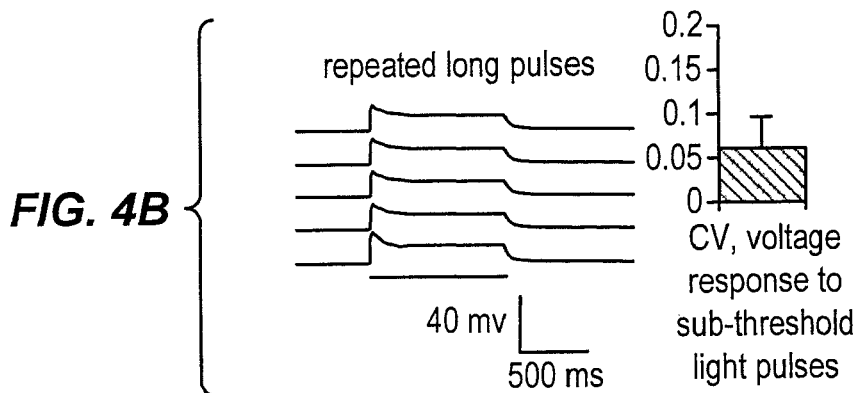 FIG. 4B
repeated long pulses
40 mv
500 ms
0.2
0.15
0.1
0.05
0
CV, voltage
response to
sub-threshold
light pulses